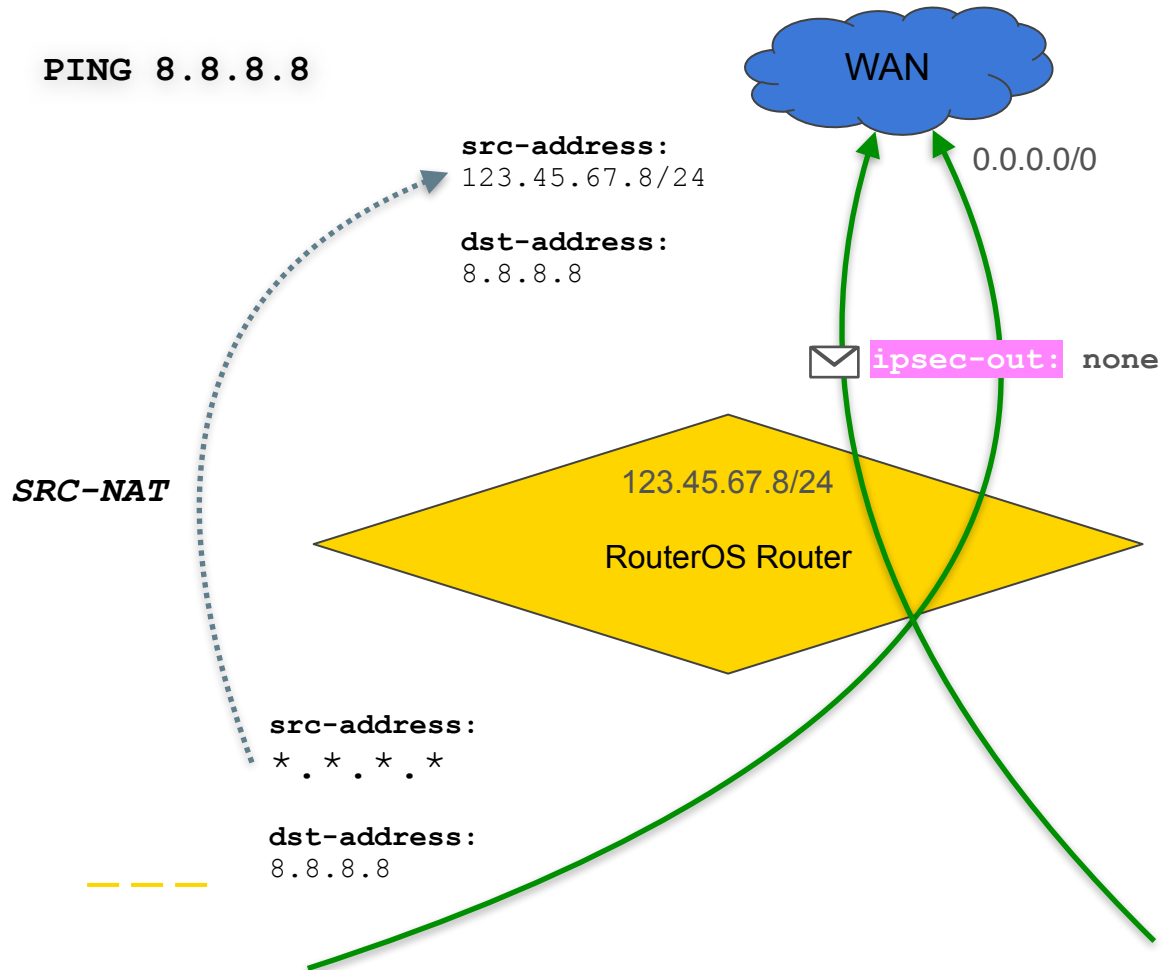 PING 8.8.8.8
WAN
src-address:
123.45.67.8/24
0.0.0.0/0
dst-address:
8.8.8.8
ipsec-out: none
SRC-NAT
123.45.67.8/24
RouterOS Router
src-address:
*.*.*.*
dst-address:
8.8.8.8